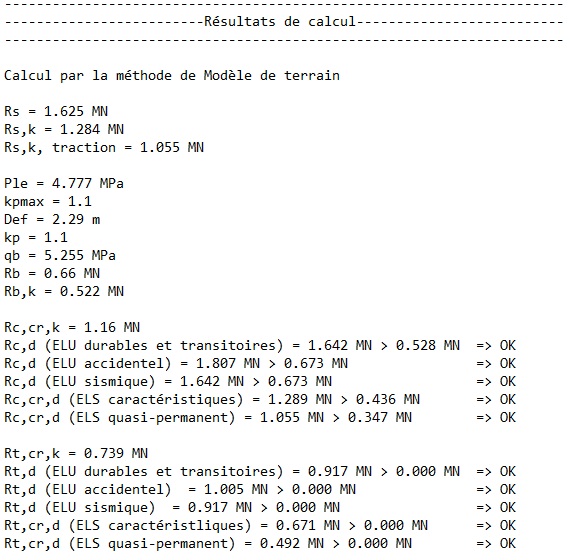 ----------------------------------------------------------------------
-------------------------Résultats de calcul--------------------------
----------------------------------------------------------------------
Calcul par la méthode de Modèle de terrain
Rs = 1.625 MN
Rs,k = 1.284 MN
Rs,k, traction = 1.055 MN
Ple = 4.777 MPa
kpmax = 1.1
Def = 2.29 m
kp = 1.1
qb = 5.255 MPa
Rb = 0.66 MN
Rb,k = 0.522 MN
Rc,cr,k = 1.16 MN
Rc,d (ELU durables et transitoires) = 1.642 MN > 0.528 MN  => OK
Rc,d (ELU accidentel) = 1.807 MN > 0.673 MN                => OK
Rc,d (ELU sismique) = 1.642 MN > 0.673 MN                  => OK
Rc,cr,d (ELS caractéristiques) = 1.289 MN > 0.436 MN       => OK
Rc,cr,d (ELS quasi-permanent) = 1.055 MN > 0.347 MN        => OK
Rt,cr,k = 0.739 MN
Rt,d (ELU durables et transitoires) = 0.917 MN > 0.000 MN  => OK
Rt,d (ELU accidentel)  = 1.005 MN > 0.000 MN               => OK
Rt,d (ELU sismique)  = 0.917 MN > 0.000 MN                 => OK
Rt,cr,d (ELS caractéristliques) = 0.671 MN > 0.000 MN      => OK
Rt,cr,d (ELS quasi-permanent) = 0.492 MN > 0.000 MN        => OK